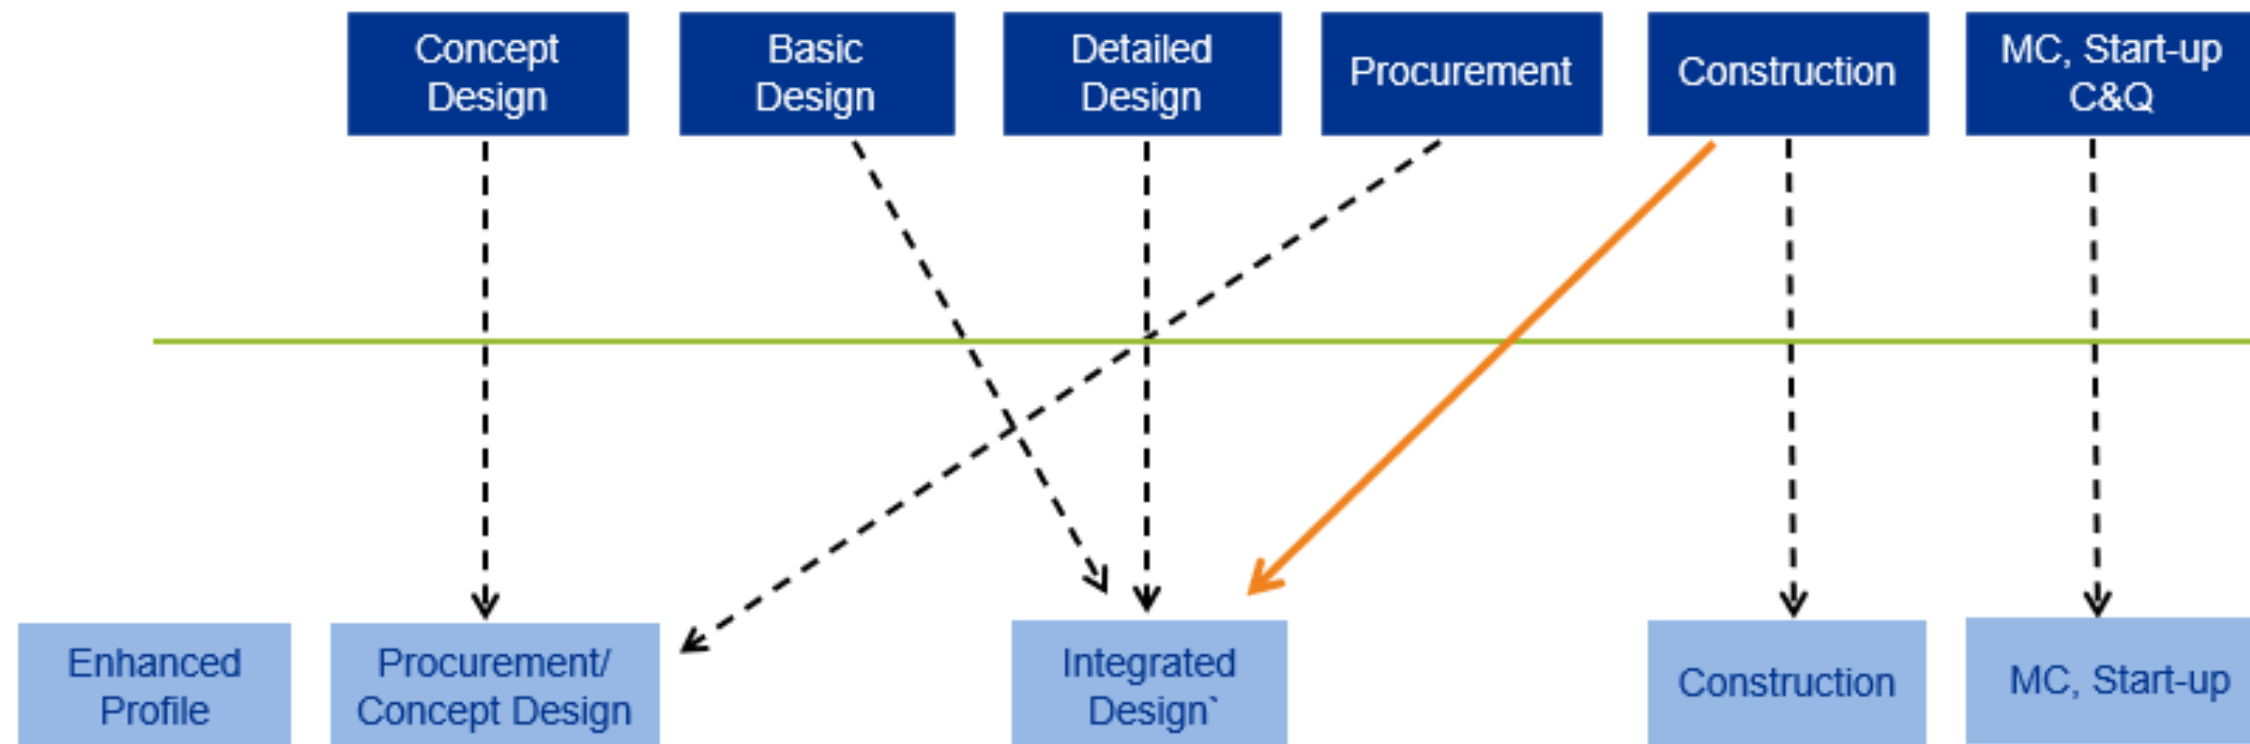 Concept
Design
Basic
Design
Detailed
Design
Procurement
Construction
MC, Start-up
C&Q
Enhanced
Profile
Procurement/
Concept Design
Integrated
Design`
Construction
MC, Start-up